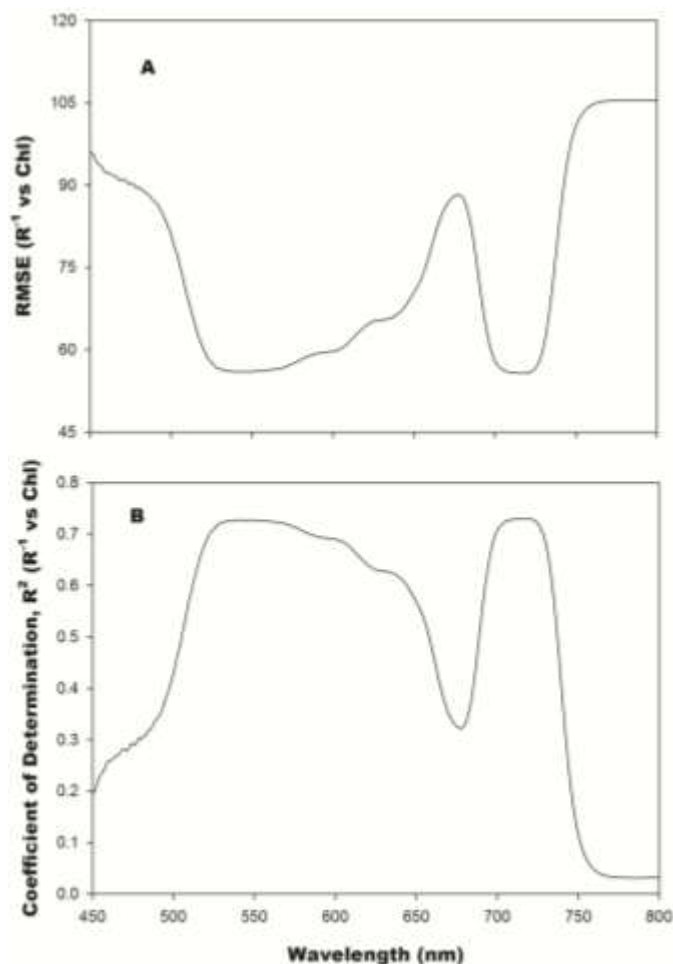 120
A
105
90
75
60
45
RMSE (R⁻¹ vs Chl)
0.8
B
0.7
0.6
0.5
0.4
0.3
0.2
0.1
0.0
Coefficient of Determination, R² (R⁻¹ vs Chl)
450 500 550 600 650 700 750 800
Wavelength (nm)